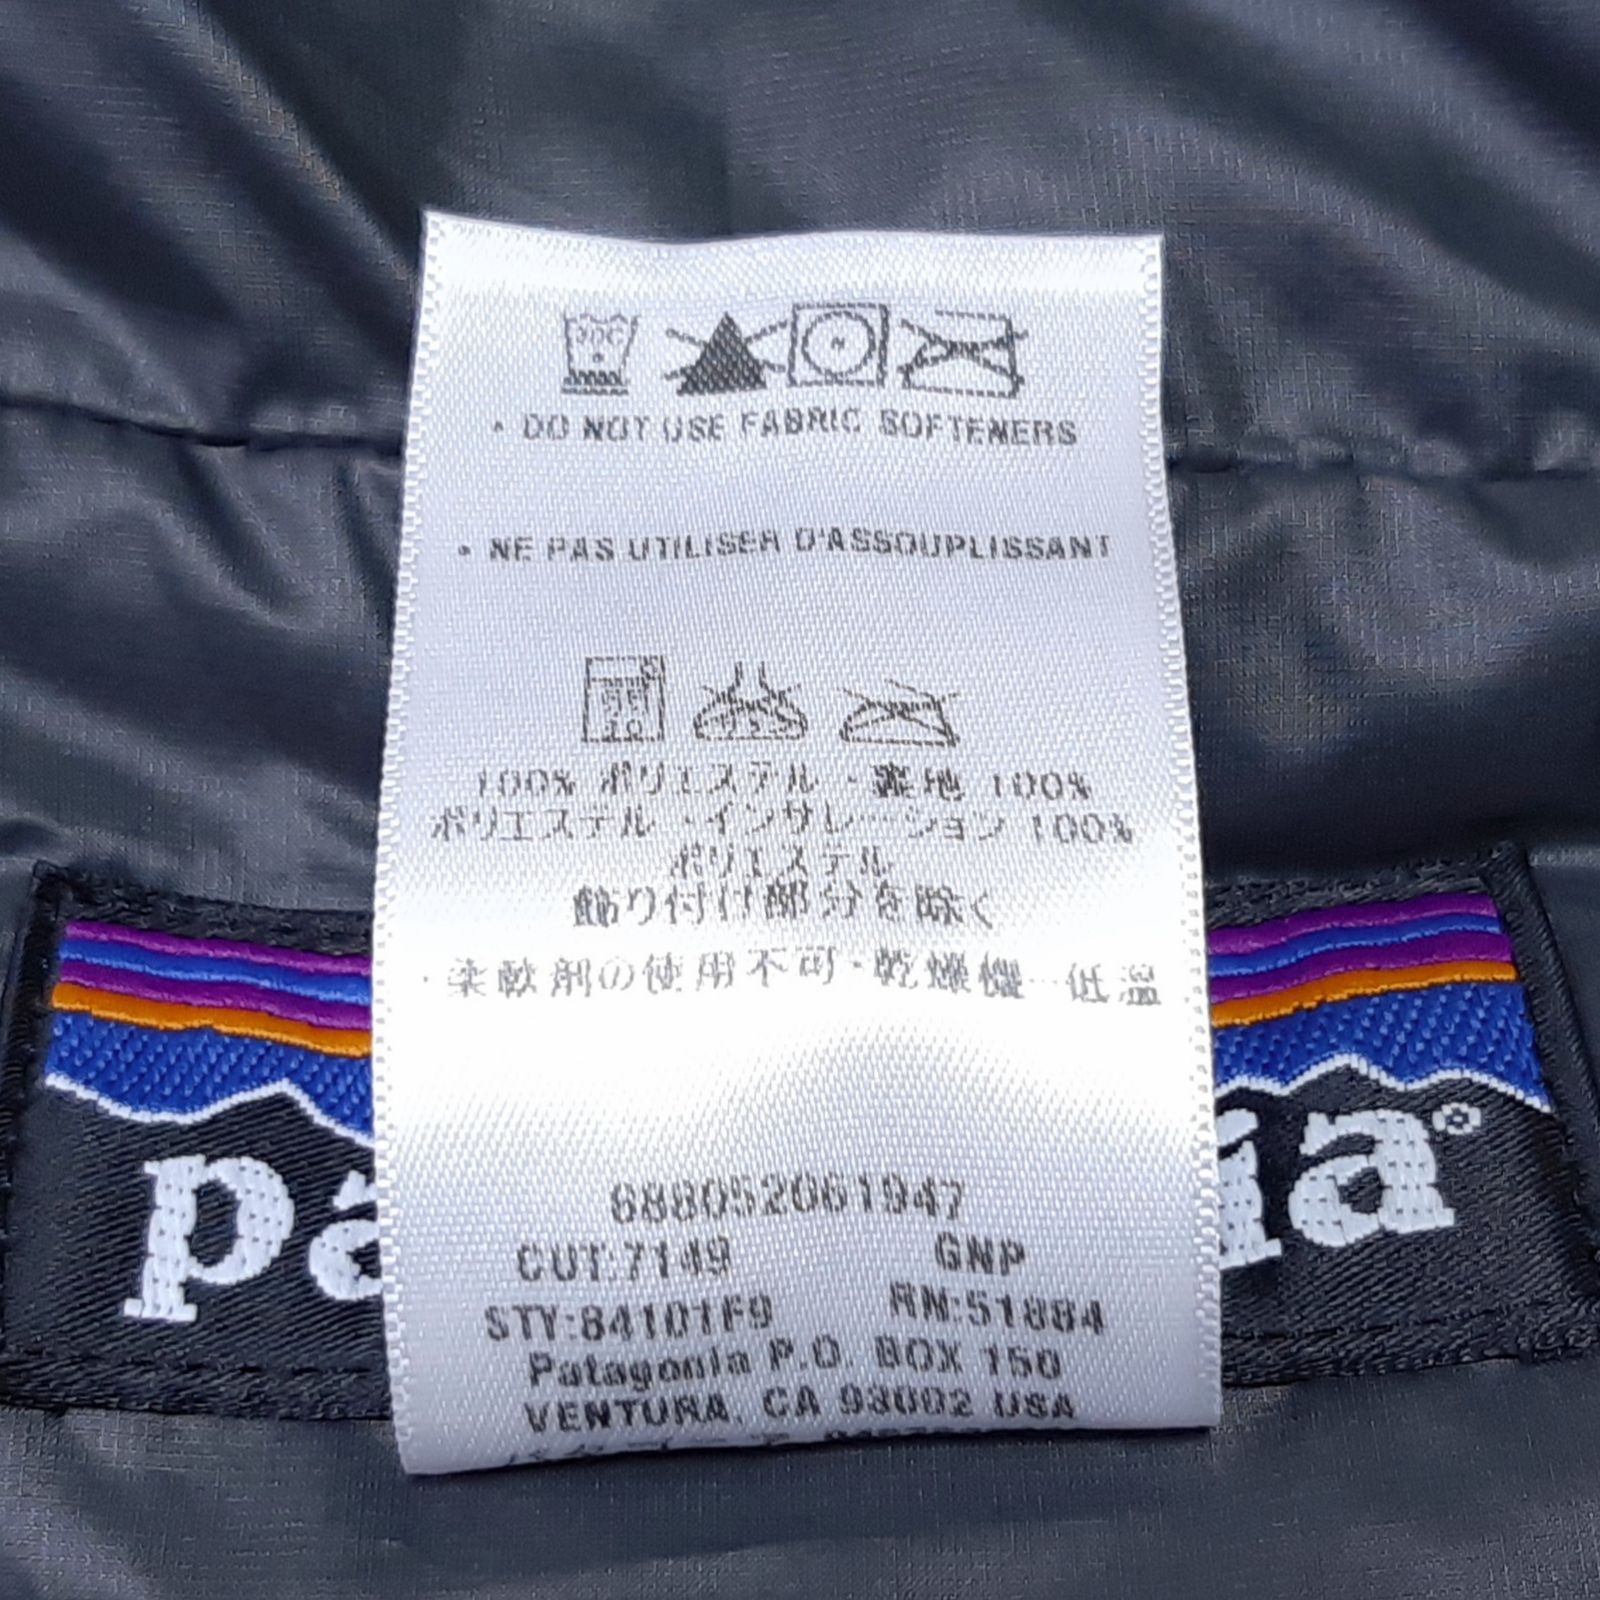 30C
• DO NOT USE FABRIC SOFTENERS
• NE PAS UTILISER D'ASSOUPLISSANT
100% ポリエステル・裏地 100%
ポリエステル・インサレーション 100%
ポリエステル
飾り付け部分を除く
・柔軟剤の使用不可・乾燥機…低温
patagonia®
688052061947
CUT:7149 GNP
STY:84101F9 RN:51884
Patagonia P.O. BOX 150
VENTURA, CA 93002 USA